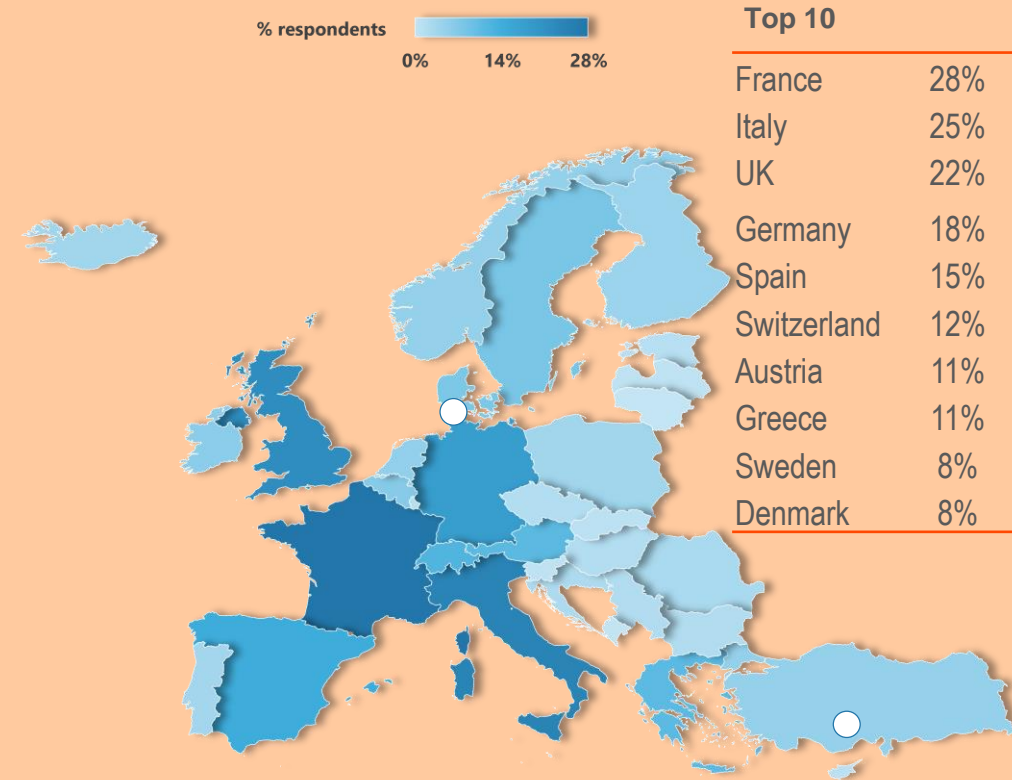 % respondents
0% 14% 28%
Top 10
France 28%
Italy 25%
UK 22%
Germany 18%
Spain 15%
Switzerland 12%
Austria 11%
Greece 11%
Sweden 8%
Denmark 8%